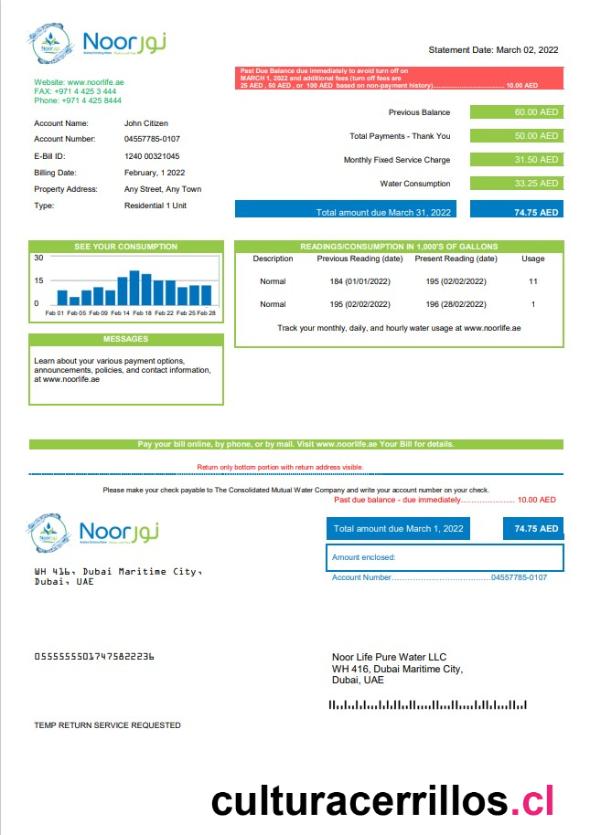 Noor نور
Statement Date: March 02, 2022
Website: www.noorlife.ae
FAX: +971 4 425 3 444
Phone: +971 4 425 8444
Past Due Balance due immediately to avoid turn off on
MARCH 1, 2022 and additional fees (turn off fees are
25 AED , 50 AED , or 100 AED based on non-payment history)............................ 10.00 AED
Previous Balance 60.00 AED
Total Payments - Thank You 50.00 AED
Monthly Fixed Service Charge 31.50 AED
Water Consumption 33.25 AED
Total amount due March 31, 2022 74.75 AED
Account Name: John Citizen
Account Number: 04557785-0107
E-Bill ID: 1240 00321045
Billing Date: February, 1 2022
Property Address: Any Street, Any Town
Type: Residential 1 Unit
SEE YOUR CONSUMPTION
30
15
0
Feb 01 Feb 05 Feb 08 Feb 09 Feb 11 Feb 14 Feb 18 Feb 22 Feb 25 Feb 28
READINGS/CONSUMPTION IN 1,000'S OF GALLONS
Description Previous Reading (date) Present Reading (date) Usage
Normal 184 (01/01/2022) 195 (02/02/2022) 11
Normal 195 (02/02/2022) 196 (28/02/2022) 1
Track your monthly, daily, and hourly water usage at www.noorlife.ae
MESSAGES
Learn about your various payment options,
announcements, policies, and contact information,
at www.noorlife.ae
Pay your bill online, by phone, or by mail. Visit www.noorlife.ae Your Bill for details.
Return only bottom portion with return address visible.
Please make your check payable to The Consolidated Mutual Water Company and write your account number on your check.
Past due balance - due immediately...................... 10.00 AED
Noor نور
Total amount due March 1, 2022 74.75 AED
Amount enclosed:
Account Number.............................................04557785-0107
WH 416, Dubai Maritime City,
Dubai, UAE
05555555017475822236
Noor Life Pure Water LLC
WH 416, Dubai Maritime City,
Dubai, UAE
TEMP RETURN SERVICE REQUESTED
culturacerrillos.cl